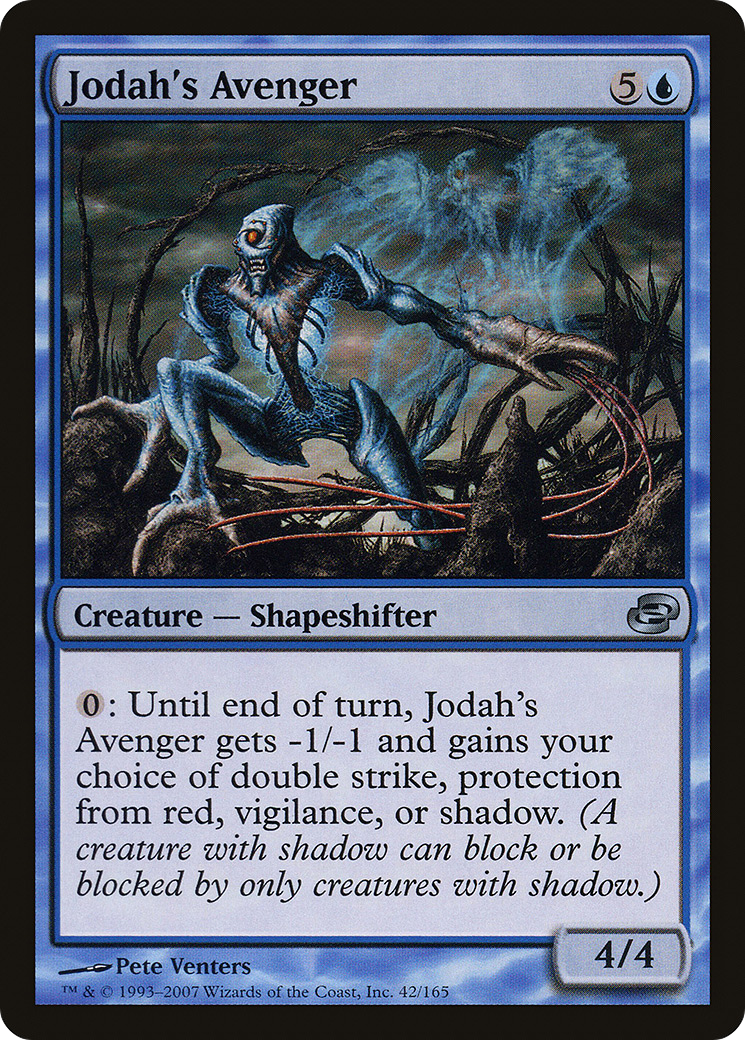 Jodah's Avenger 5
Creature — Shapeshifter
0: Until end of turn, Jodah's
Avenger gets -1/-1 and gains your
choice of double strike, protection
from red, vigilance, or shadow. (A
creature with shadow can block or be
blocked by only creatures with shadow.)
4/4
Pete Venters
™ & © 1993–2007 Wizards of the Coast, Inc. 42/165